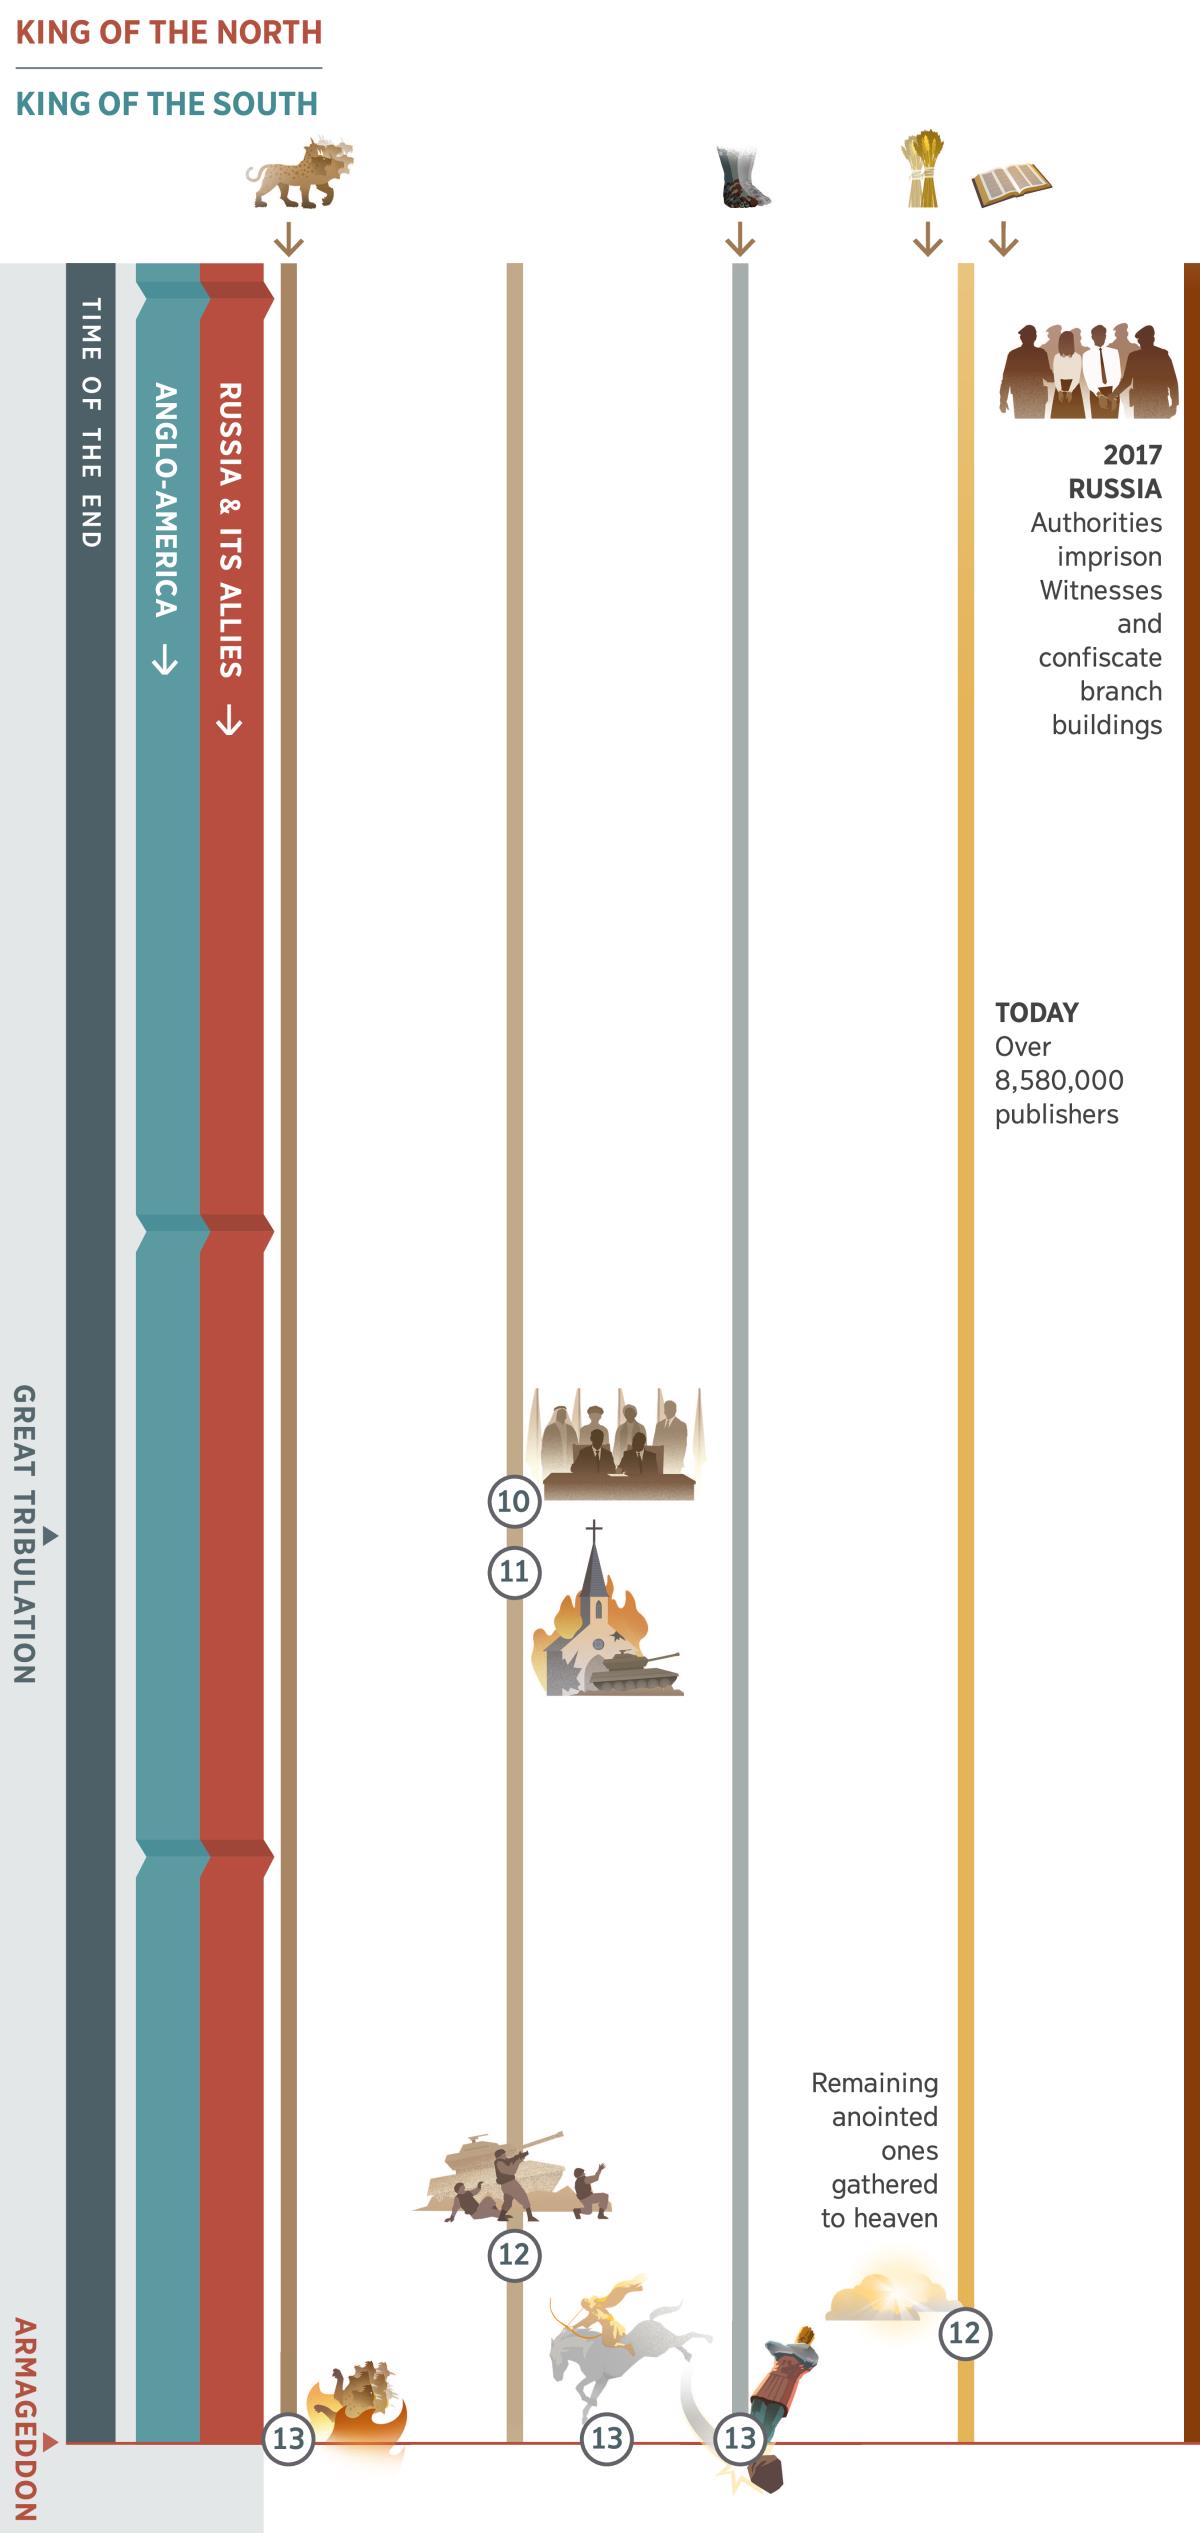 KING OF THE NORTH
KING OF THE SOUTH
TIME OF THE END
ANGLO-AMERICA
RUSSIA & ITS ALLIES
2017
RUSSIA
Authorities
imprison
Witnesses
and
confiscate
branch
buildings
TODAY
Over
8,580,000
publishers
GREAT TRIBULATION
10
11
Remaining
anointed
ones
gathered
to heaven
12
12
ARMAGEDDON
13
13
13